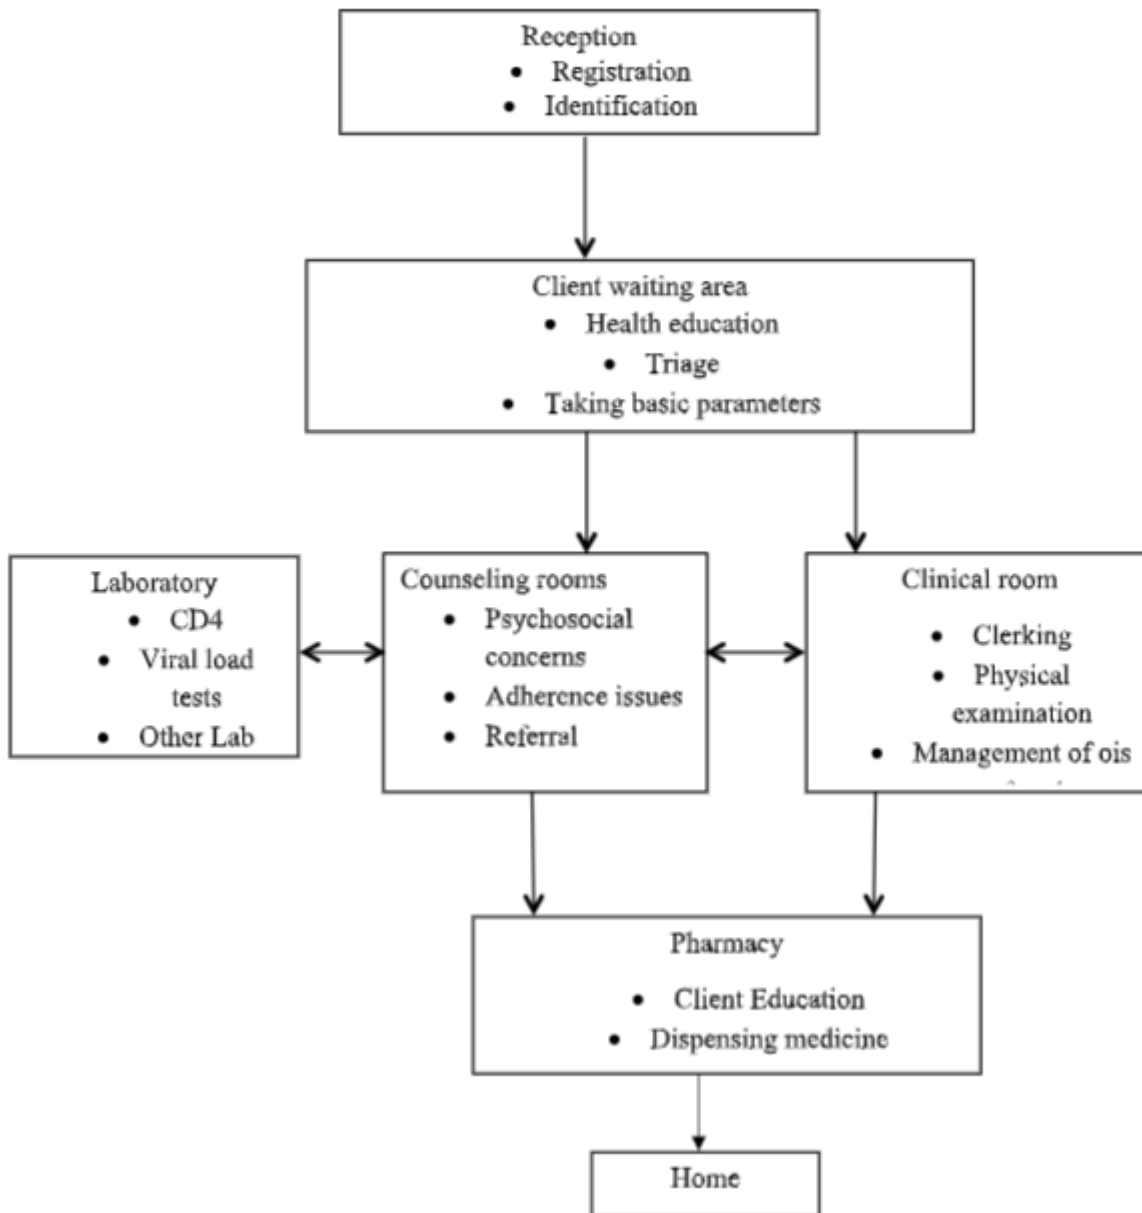 Reception
• Registration
• Identification
Client waiting area
• Health education
• Triage
• Taking basic parameters
Laboratory
• CD4
• Viral load
tests
• Other Lab
Counseling rooms
• Psychosocial
concerns
• Adherence issues
• Referral
Clinical room
• Clerking
• Physical
examination
• Management of ois
Pharmacy
• Client Education
• Dispensing medicine
Home